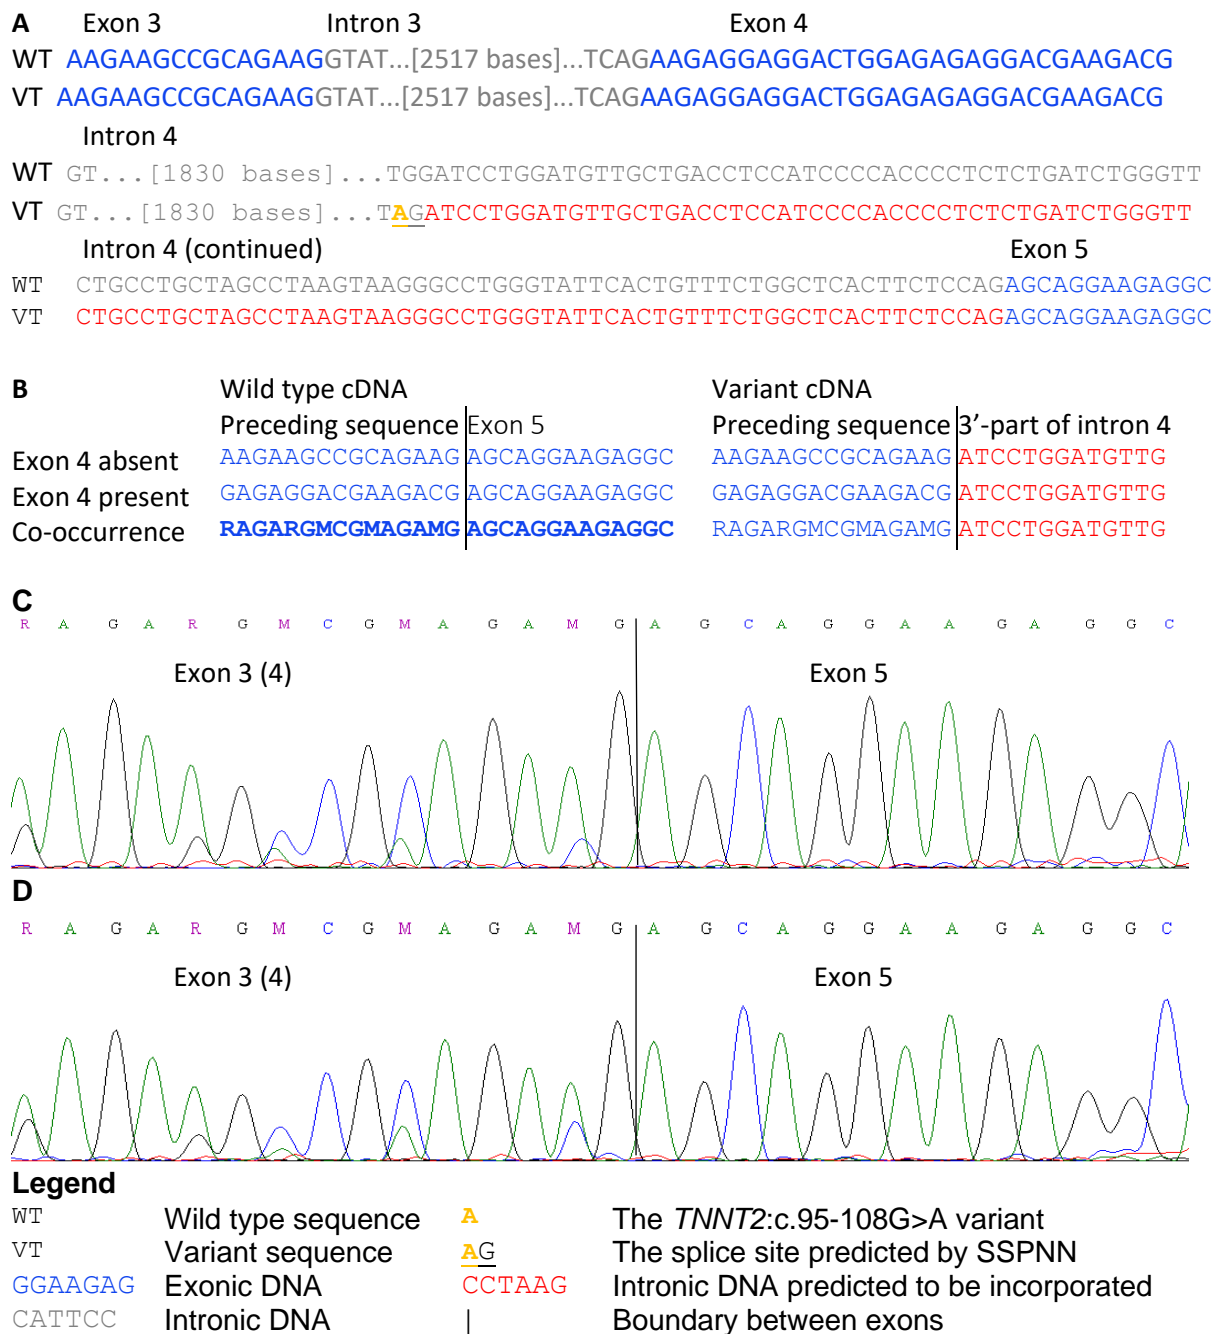 A Exon 3 Intron 3 Exon 4
WT AAGAAGCCGCAGAAGGTAT...[2517 bases]...TCAGAAGAGGAGGACTGGAGAGAGGACGAAGACG
VT AAGAAGCCGCAGAAGGTAT...[2517 bases]...TCAGAAGAGGAGGACTGGAGAGAGGACGAAGACG
Intron 4
WT GT...[1830 bases]...TGGATCCTGGATGTTGCTGACCTCCATCCCCACCCCTCTCTGATCTGGGTT
VT GT...[1830 bases]...TAGATCCTGGATGTTGCTGACCTCCATCCCCACCCCTCTCTGATCTGGGTT
Intron 4 (continued) Exon 5
WT CTGCCTGCTAGCCTAAGTAAGGGCCTGGGTATTCACTGTTTCTGGCTCACTTCTCCAGAGCAGGAAGAGGC
VT CTGCCTGCTAGCCTAAGTAAGGGCCTGGGTATTCACTGTTTCTGGCTCACTTCTCCAGAGCAGGAAGAGGC
B Wild type cDNA Variant cDNA
Preceding sequence Exon 5 Preceding sequence 3'-part of intron 4
Exon 4 absent AAGAAGCCGCAGAAG AGCAGGAAGAGGC AAGAAGCCGCAGAAG ATCCTGGATGTTG
Exon 4 present GAGAGGACGAAGACG AGCAGGAAGAGGC GAGAGGACGAAGACG ATCCTGGATGTTG
Co-occurrence RAGARGMCGMAGAMG AGCAGGAAGAGGC RAGARGMCGMAGAMG ATCCTGGATGTTG
C
R A G A R G M C G M A G A M G A G C A G G A A G A G G C
Exon 3 (4) Exon 5
D
R A G A R G M C G M A G A M G A G C A G G A A G A G G C
Exon 3 (4) Exon 5
Legend
WT Wild type sequence A The TNNT2:c.95-108G>A variant
VT Variant sequence AG The splice site predicted by SSPNN
GGAAGAG Exonic DNA CCTAAG Intronic DNA predicted to be incorporated
CATTCC Intronic DNA | Boundary between exons